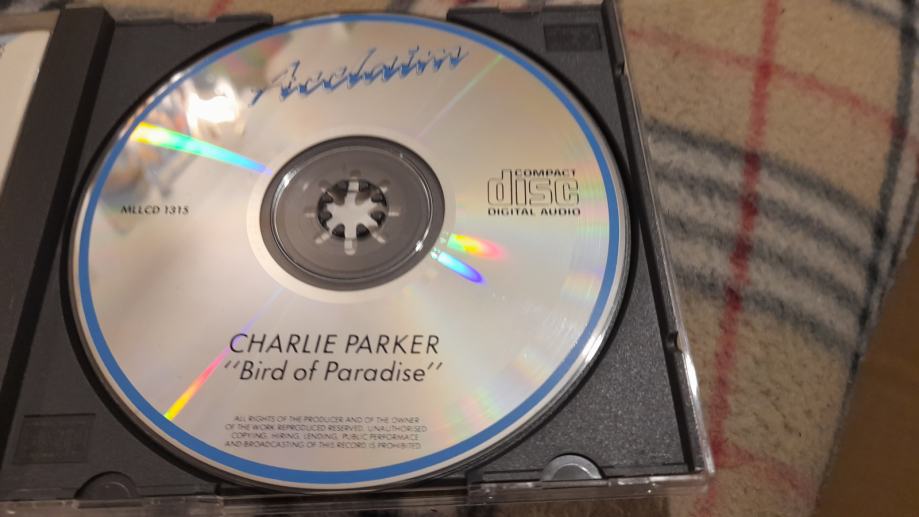 Acclaim
COMPACT
disc
DIGITAL AUDIO
MLLCD 1315
CHARLIE PARKER
"Bird of Paradise"
ALL RIGHTS OF THE PRODUCER AND OF THE OWNER
OF THE WORK REPRODUCED RESERVED. UNAUTHORISED
COPYING, HIRING, LENDING, PUBLIC PERFORMACE
AND BROADCASTING OF THIS RECORD IS PROHIBITED